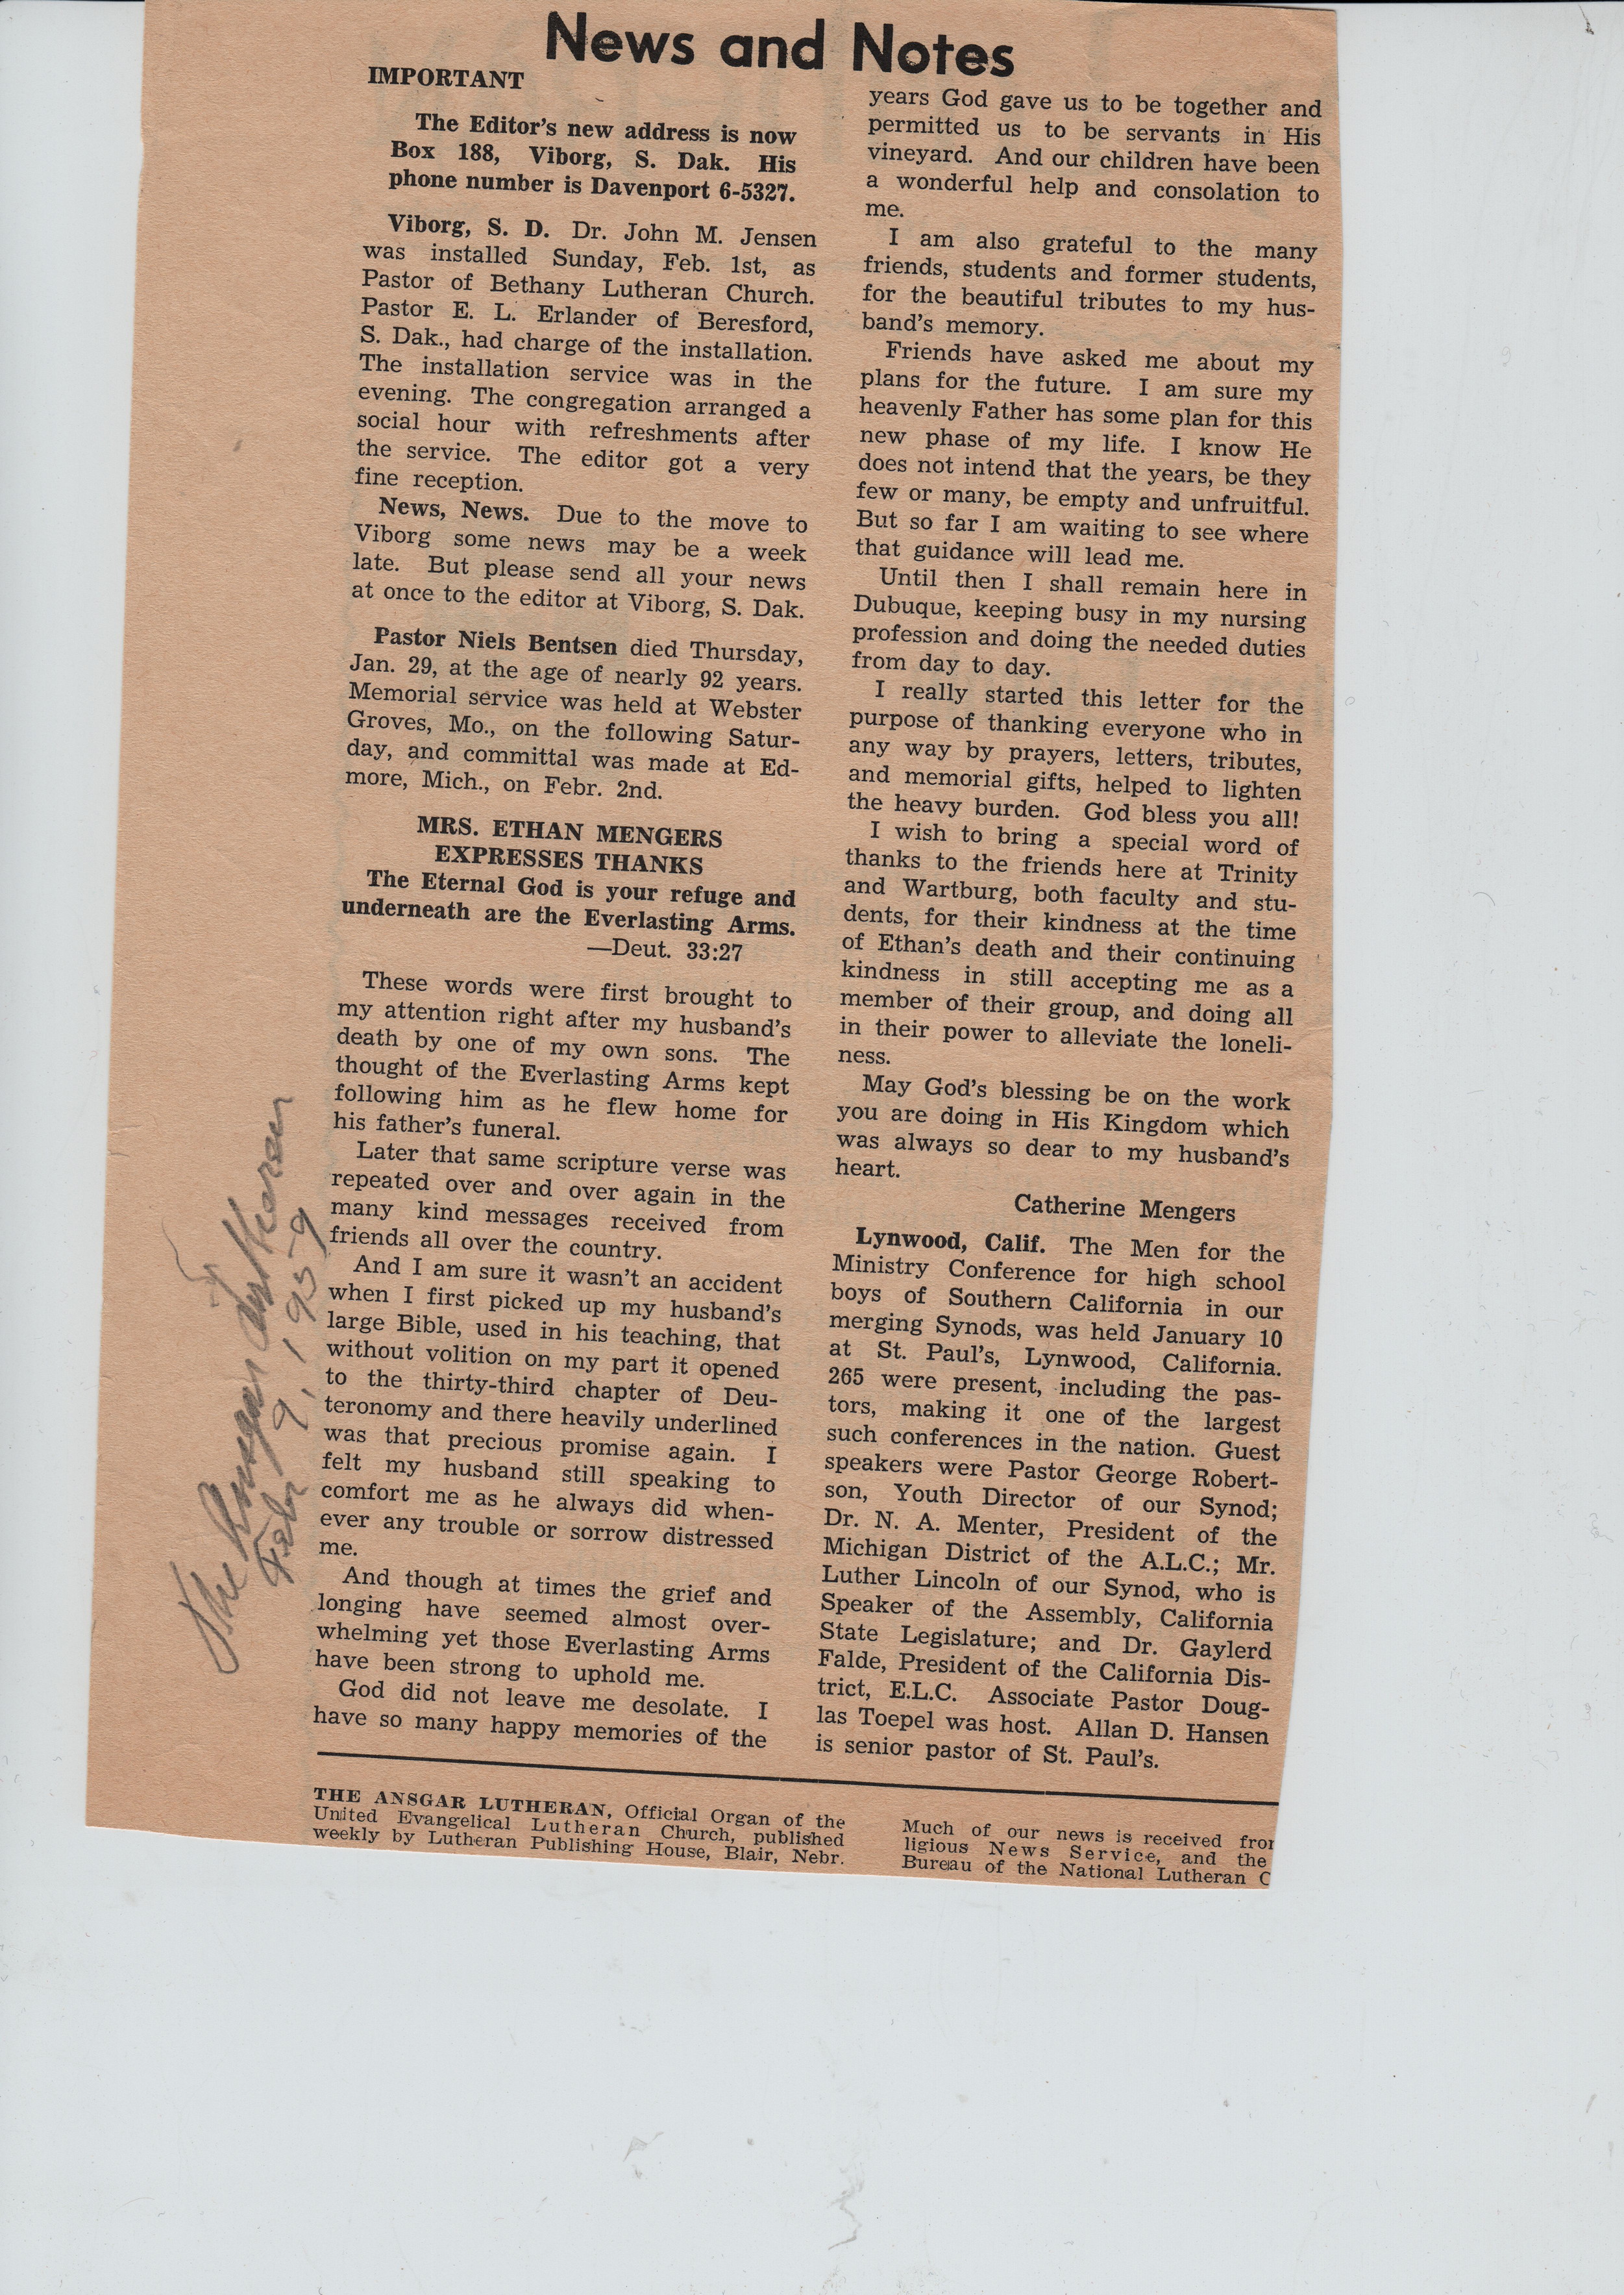 News and Notes
IMPORTANT
The Editor's new address is now
Box 188, Viborg, S. Dak. His
phone number is Davenport 6-5327.
Viborg, S. D. Dr. John M. Jensen
was installed Sunday, Feb. 1st, as
Pastor of Bethany Lutheran Church.
Pastor E. L. Erlander of Beresford,
S. Dak., had charge of the installation.
The installation service was in the
evening. The congregation arranged a
social hour with refreshments after
the service. The editor got a very
fine reception.
News, News. Due to the move to
Viborg some news may be a week
late. But please send all your news
at once to the editor at Viborg, S. Dak.
Pastor Niels Bentsen died Thursday,
Jan. 29, at the age of nearly 92 years.
Memorial service was held at Webster
Groves, Mo., on the following Satur-
day, and committal was made at Ed-
more, Mich., on Febr. 2nd.
MRS. ETHAN MENGERS
EXPRESSES THANKS
The Eternal God is your refuge and
underneath are the Everlasting Arms.
—Deut. 33:27
These words were first brought to
my attention right after my husband's
death by one of my own sons. The
thought of the Everlasting Arms kept
following him as he flew home for
his father's funeral.
Later that same scripture verse was
repeated over and over again in the
many kind messages received from
friends all over the country.
And I am sure it wasn't an accident
when I first picked up my husband's
large Bible, used in his teaching, that
without volition on my part it opened
to the thirty-third chapter of Deu-
teronomy and there heavily underlined
was that precious promise again. I
felt my husband still speaking to
comfort me as he always did when-
ever any trouble or sorrow distressed
me.
And though at times the grief and
longing have seemed almost over-
whelming yet those Everlasting Arms
have been strong to uphold me.
God did not leave me desolate. I
have so many happy memories of the
years God gave us to be together and
permitted us to be servants in His
vineyard. And our children have been
a wonderful help and consolation to
me.
I am also grateful to the many
friends, students and former students,
for the beautiful tributes to my hus-
band's memory.
Friends have asked me about my
plans for the future. I am sure my
heavenly Father has some plan for this
new phase of my life. I know He
does not intend that the years, be they
few or many, be empty and unfruitful.
But so far I am waiting to see where
that guidance will lead me.
Until then I shall remain here in
Dubuque, keeping busy in my nursing
profession and doing the needed duties
from day to day.
I really started this letter for the
purpose of thanking everyone who in
any way by prayers, letters, tributes,
and memorial gifts, helped to lighten
the heavy burden. God bless you all!
I wish to bring a special word of
thanks to the friends here at Trinity
and Wartburg, both faculty and stu-
dents, for their kindness at the time
of Ethan's death and their continuing
kindness in still accepting me as a
member of their group, and doing all
in their power to alleviate the loneli-
ness.
May God's blessing be on the work
you are doing in His Kingdom which
was always so dear to my husband's
heart.
Catherine Mengers
Lynwood, Calif. The Men for the
Ministry Conference for high school
boys of Southern California in our
merging Synods, was held January 10
at St. Paul's, Lynwood, California.
265 were present, including the pas-
tors, making it one of the largest
such conferences in the nation. Guest
speakers were Pastor George Robert-
son, Youth Director of our Synod;
Dr. N. A. Menter, President of the
Michigan District of the A.L.C.; Mr.
Luther Lincoln of our Synod, who is
Speaker of the Assembly, California
State Legislature; and Dr. Gaylerd
Falde, President of the California Dis-
trict, E.L.C. Associate Pastor Doug-
las Toepel was host. Allan D. Hansen
is senior pastor of St. Paul's.
THE ANSGAR LUTHERAN, Official Organ of the
United Evangelical Lutheran Church, published
weekly by Lutheran Publishing House, Blair, Nebr.
Much of our news is received from
ligious News Service, and the
Bureau of the National Lutheran C
The Ansgar Lutheran
Febr 9, 1959